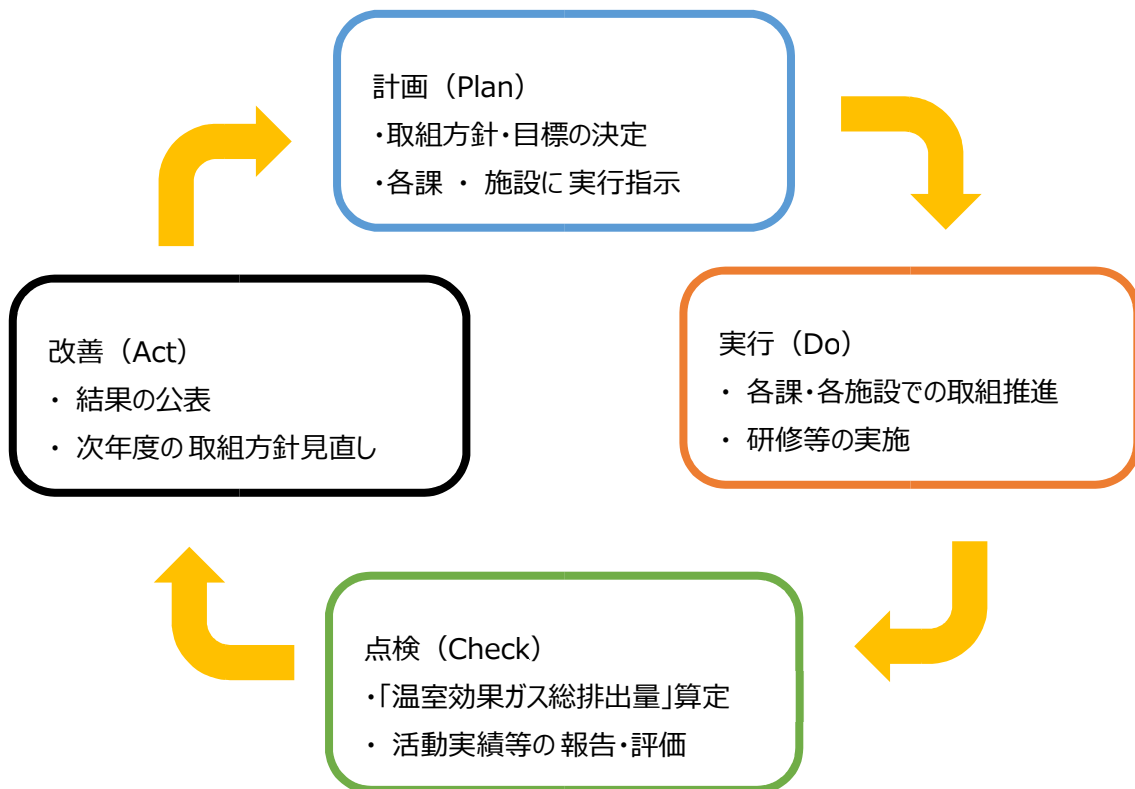 計画（Plan）
・取組方針・目標の決定
・各課 ・ 施設に 実行指示
実行（Do）
・ 各課・各施設での取組推進
・ 研修等の実施
点検（Check）
・「温室効果ガス総排出量」算定
・ 活動実績等の 報告・評価
改善（Act）
・ 結果の公表
・ 次年度の 取組方針見直し